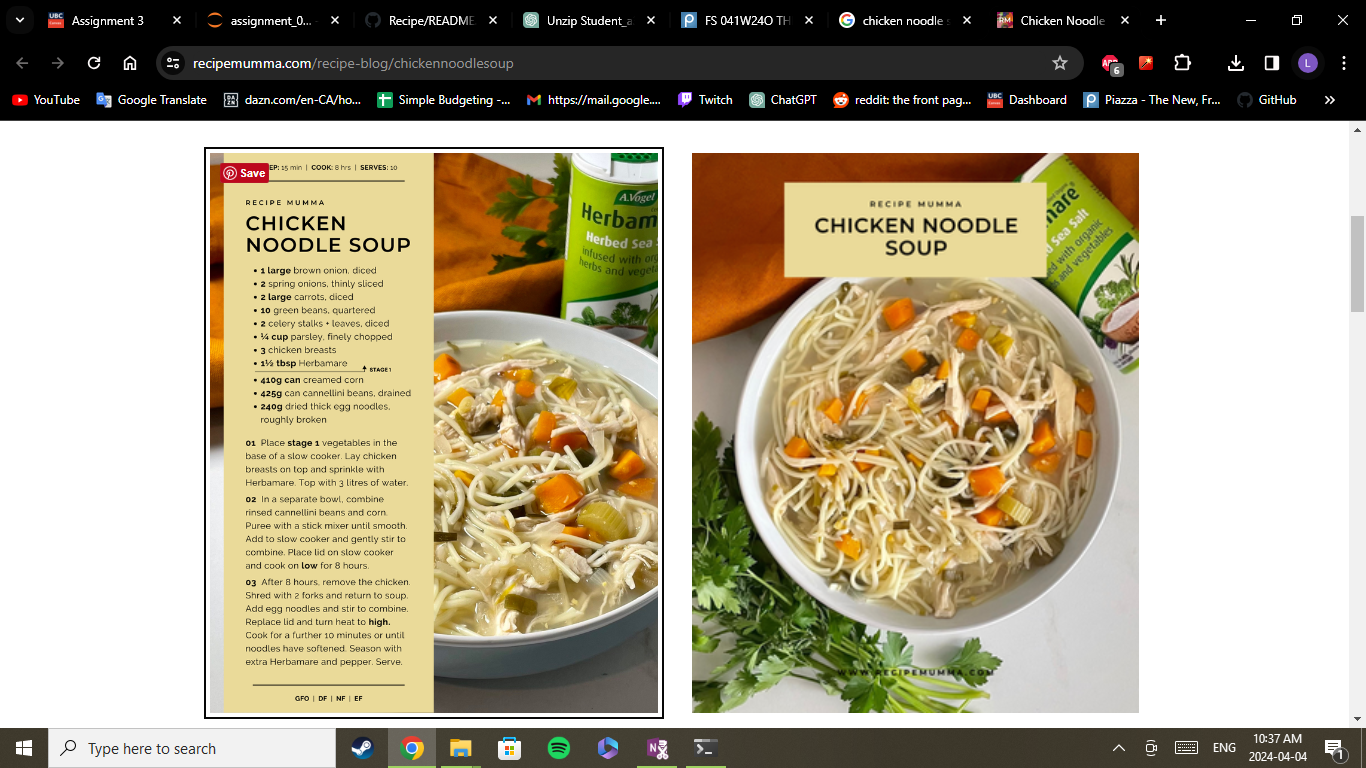 Assignment 3
assignment_0...
Recipe/README
Unzip Student_a
FS 041W24O TH
chicken noodle s
Chicken Noodle
recipemumma.com/recipe-blog/chickennoodlesoup
6
L
YouTube
Google Translate
dazn.com/en-CA/ho...
Simple Budgeting -...
https://mail.google....
Twitch
ChatGPT
reddit: the front pag...
Dashboard
Piazza - The New, Fr...
GitHub
Save
EP: 15 min | COOK: 8 hrs | SERVES: 10
RECIPE MUMMA
CHICKEN
NOODLE SOUP
• 1 large brown onion, diced
• 2 spring onions, thinly sliced
• 2 large carrots, diced
• 10 green beans, quartered
• 2 celery stalks + leaves, diced
• ¼ cup parsley, finely chopped
• 3 chicken breasts
• 1½ tbsp Herbamare
STAGE 1
• 410g can creamed corn
• 425g can cannellini beans, drained
• 240g dried thick egg noodles,
roughly broken
01 Place stage 1 vegetables in the
base of a slow cooker. Lay chicken
breasts on top and sprinkle with
Herbamare. Top with 3 litres of water.
02 In a separate bowl, combine
rinsed cannellini beans and corn.
Puree with a stick mixer until smooth.
Add to slow cooker and gently stir to
combine. Place lid on slow cooker
and cook on low for 8 hours.
03 After 8 hours, remove the chicken.
Shred with 2 forks and return to soup.
Add egg noodles and stir to combine.
Replace lid and turn heat to high.
Cook for a further 10 minutes or until
noodles have softened. Season with
extra Herbamare and pepper. Serve.
GFO | DF | NF | EF
A.Vogel
Herbam
Herbed Sea
infused with org
herbs and vegeta
RECIPE MUMMA
CHICKEN NOODLE
SOUP
mare
Sea Salt
with organic
and vegetables
WWW.RECIPEMUMMA.COM
Type here to search
ENG
10:37 AM
2024-04-04
1